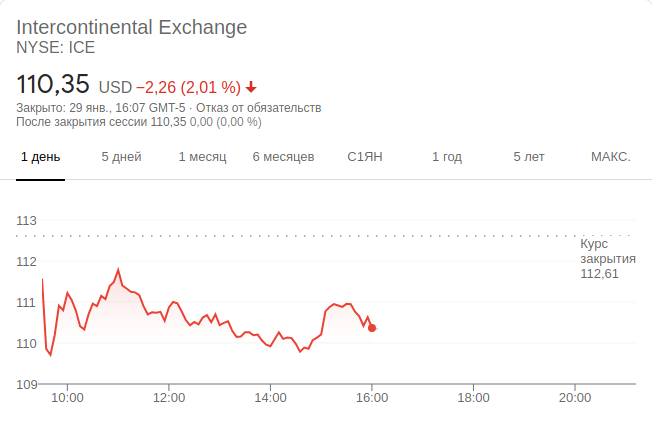 Intercontinental Exchange
NYSE: ICE
110,35 USD −2,26 (2,01 %)
Закрыто: 29 янв., 16:07 GMT-5 · Отказ от обязательств
После закрытия сессии 110,35 0,00 (0,00 %)
1 день 5 дней 1 месяц 6 месяцев С1ЯН 1 год 5 лет МАКС.
113
Курс
закрытия
112,61
112
111
110
109
10:00 12:00 14:00 16:00 18:00 20:00